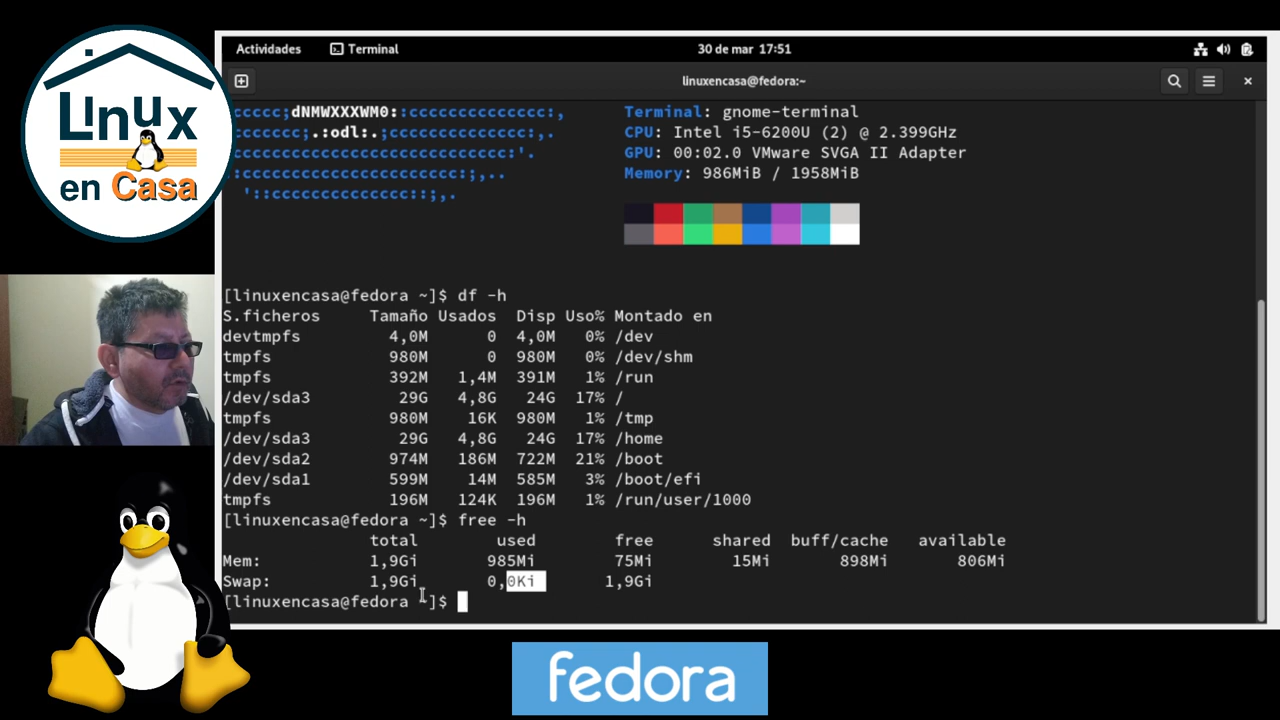 Linux
en Casa
Actividades Terminal 30 de mar 17:51
linuxencasa@fedora:~
ccccc;dNMWXXXWM0::cccccccccccccc:, Terminal: gnome-terminal
ccccccc;.:odl:.;cccccccccccccc:,. CPU: Intel i5-6200U (2) @ 2.399GHz
ccccccccccccccccccccccccccccc:'. GPU: 00:02.0 VMware SVGA II Adapter
:ccccccccccccccccccccccc:;,.. Memory: 986MiB / 1958MiB
'::cccccccccccccc::;,.
[linuxencasa@fedora ~]$ df -h
S.ficheros Tamaño Usados Disp Uso% Montado en
devtmpfs 4,0M 0 4,0M 0% /dev
tmpfs 980M 0 980M 0% /dev/shm
tmpfs 392M 1,4M 391M 1% /run
/dev/sda3 29G 4,8G 24G 17% /
tmpfs 980M 16K 980M 1% /tmp
/dev/sda3 29G 4,8G 24G 17% /home
/dev/sda2 974M 186M 722M 21% /boot
/dev/sda1 599M 14M 585M 3% /boot/efi
tmpfs 196M 124K 196M 1% /run/user/1000
[linuxencasa@fedora ~]$ free -h
total used free shared buff/cache available
Mem: 1,9Gi 985Mi 75Mi 15Mi 898Mi 806Mi
Swap: 1,9Gi 0,0Ki 1,9Gi
[linuxencasa@fedora ~]$
fedora